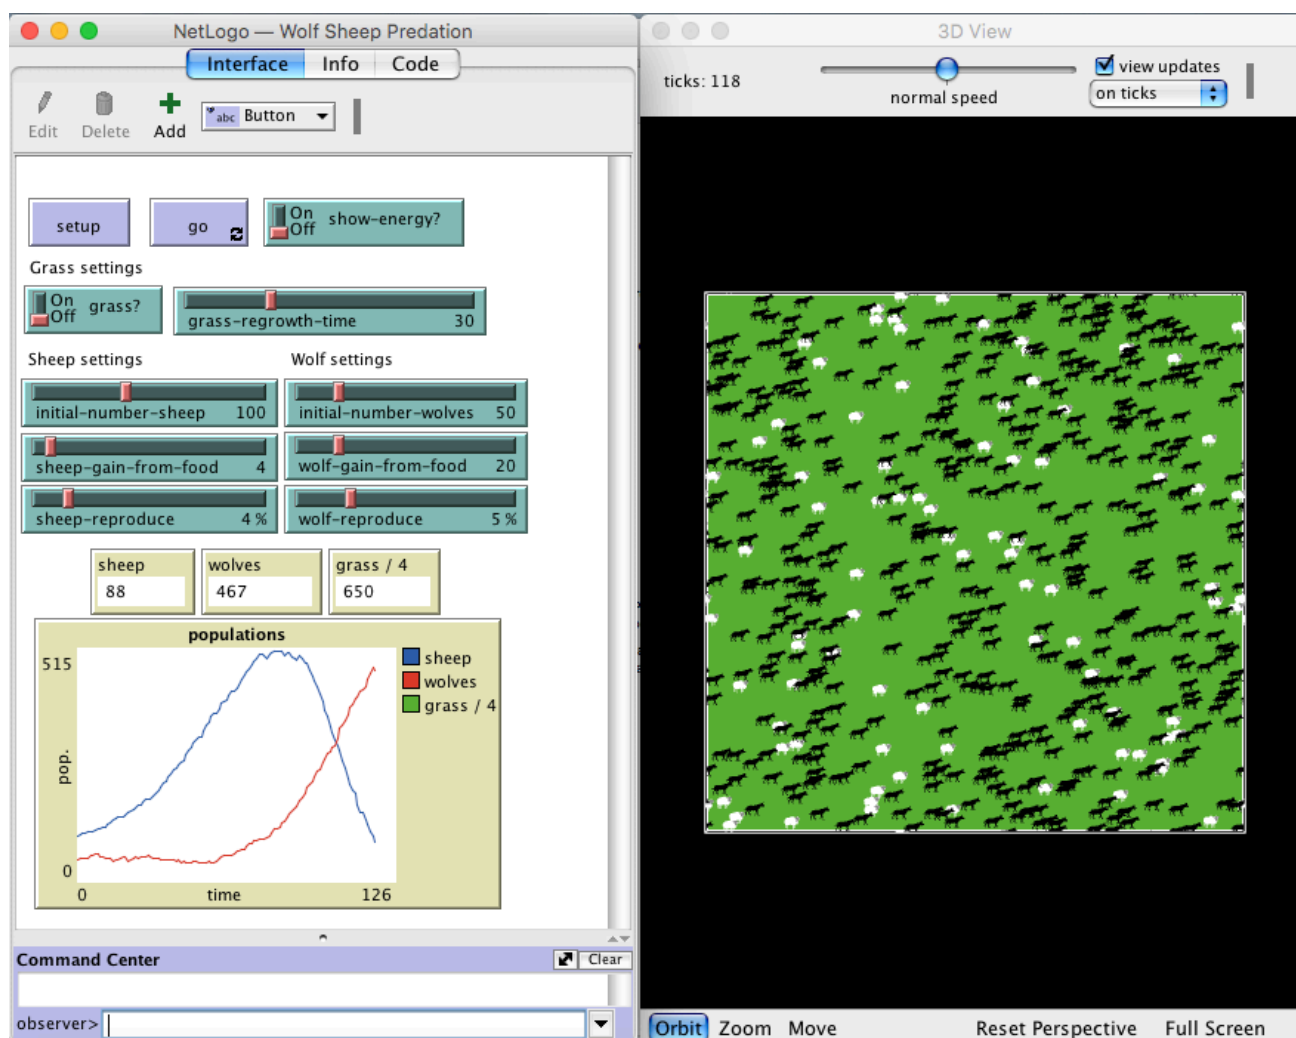 NetLogo — Wolf Sheep Predation
Interface Info Code
Edit Delete Add abc Button
setup
go
On
Off
show-energy?
Grass settings
On
Off
grass?
grass-regrowth-time 30
Sheep settings
Wolf settings
initial-number-sheep 100
initial-number-wolves 50
sheep-gain-from-food 4
wolf-gain-from-food 20
sheep-reproduce 4 %
wolf-reproduce 5 %
sheep
88
wolves
467
grass / 4
650
populations
515
pop.
0
0 time 126
sheep
wolves
grass / 4
Command Center
Clear
observer>
3D View
ticks: 118
normal speed
view updates
on ticks
Orbit Zoom Move Reset Perspective Full Screen